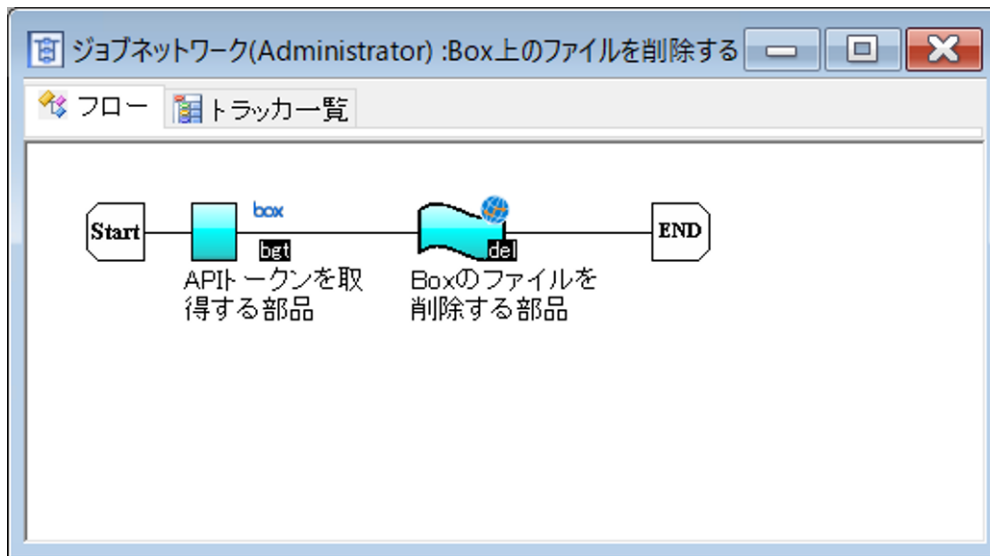 ジョブネットワーク(Administrator) :Box上のファイルを削除する
フロー トラッカ一覧
Start box bgt del END
APIトークンを取
得する部品
Boxのファイルを
削除する部品